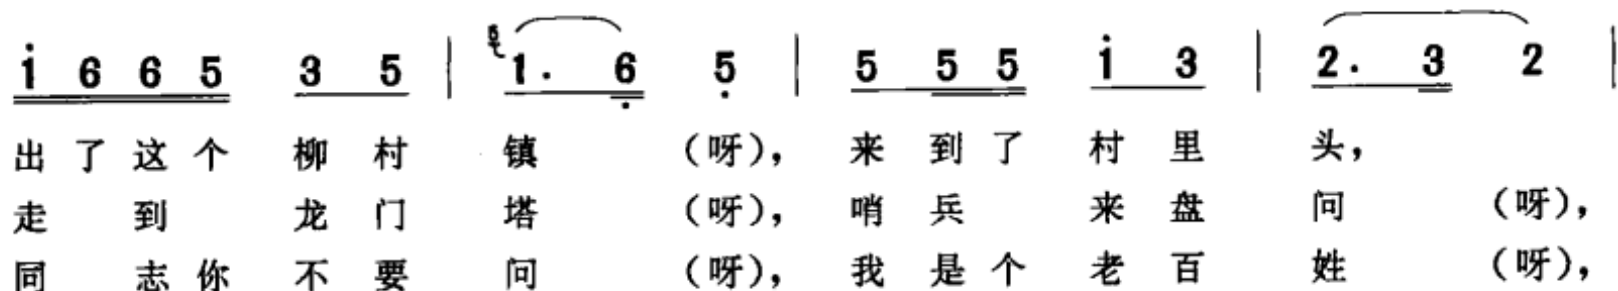 i 6 6 5 3 5 | 5 1. 6 5 | 5 5 5 i 3 | 2. 3 2 |
出了这个 柳村 镇 (呀)， 来到了 村里 头，
走到 龙门 塔 (呀)， 哨兵 来盘 问 (呀)，
同志你 不要 问 (呀)， 我是个 老百 姓 (呀)，